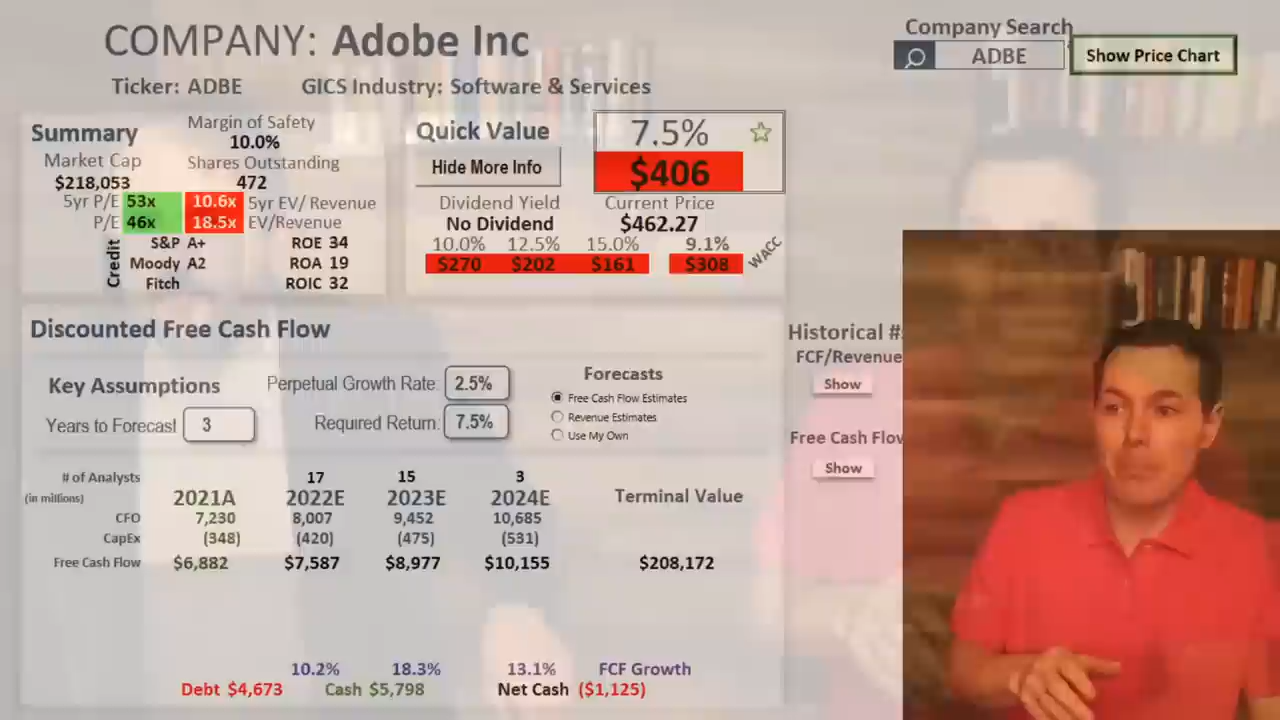 COMPANY: Adobe Inc
Company Search
ADBE
Show Price Chart
Ticker: ADBE GICS Industry: Software & Services
Summary
Margin of Safety
10.0%
Market Cap Shares Outstanding
$218,053 472
5yr P/E 53x 10.6x 5yr EV/ Revenue
P/E 46x 18.5x EV/Revenue
Credit
S&P A+ ROE 34
Moody A2 ROA 19
Fitch ROIC 32
Quick Value
7.5%
Hide More Info
$406
Dividend Yield Current Price
No Dividend $462.27
10.0% 12.5% 15.0% 9.1%
$270 $202 $161 $308 WACC
Discounted Free Cash Flow
Key Assumptions
Perpetual Growth Rate: 2.5%
Years to Forecast 3
Required Return: 7.5%
Forecasts
Free Cash Flow Estimates
Revenue Estimates
Use My Own
Historical #
FCF/Revenue
Show
Free Cash Flow
Show
# of Analysts 17 15 3
(in millions) 2021A 2022E 2023E 2024E Terminal Value
CFO 7,230 8,007 9,452 10,685
CapEx (348) (420) (475) (531)
Free Cash Flow $6,882 $7,587 $8,977 $10,155 $208,172
10.2% 18.3% 13.1% FCF Growth
Debt $4,673 Cash $5,798 Net Cash ($1,125)